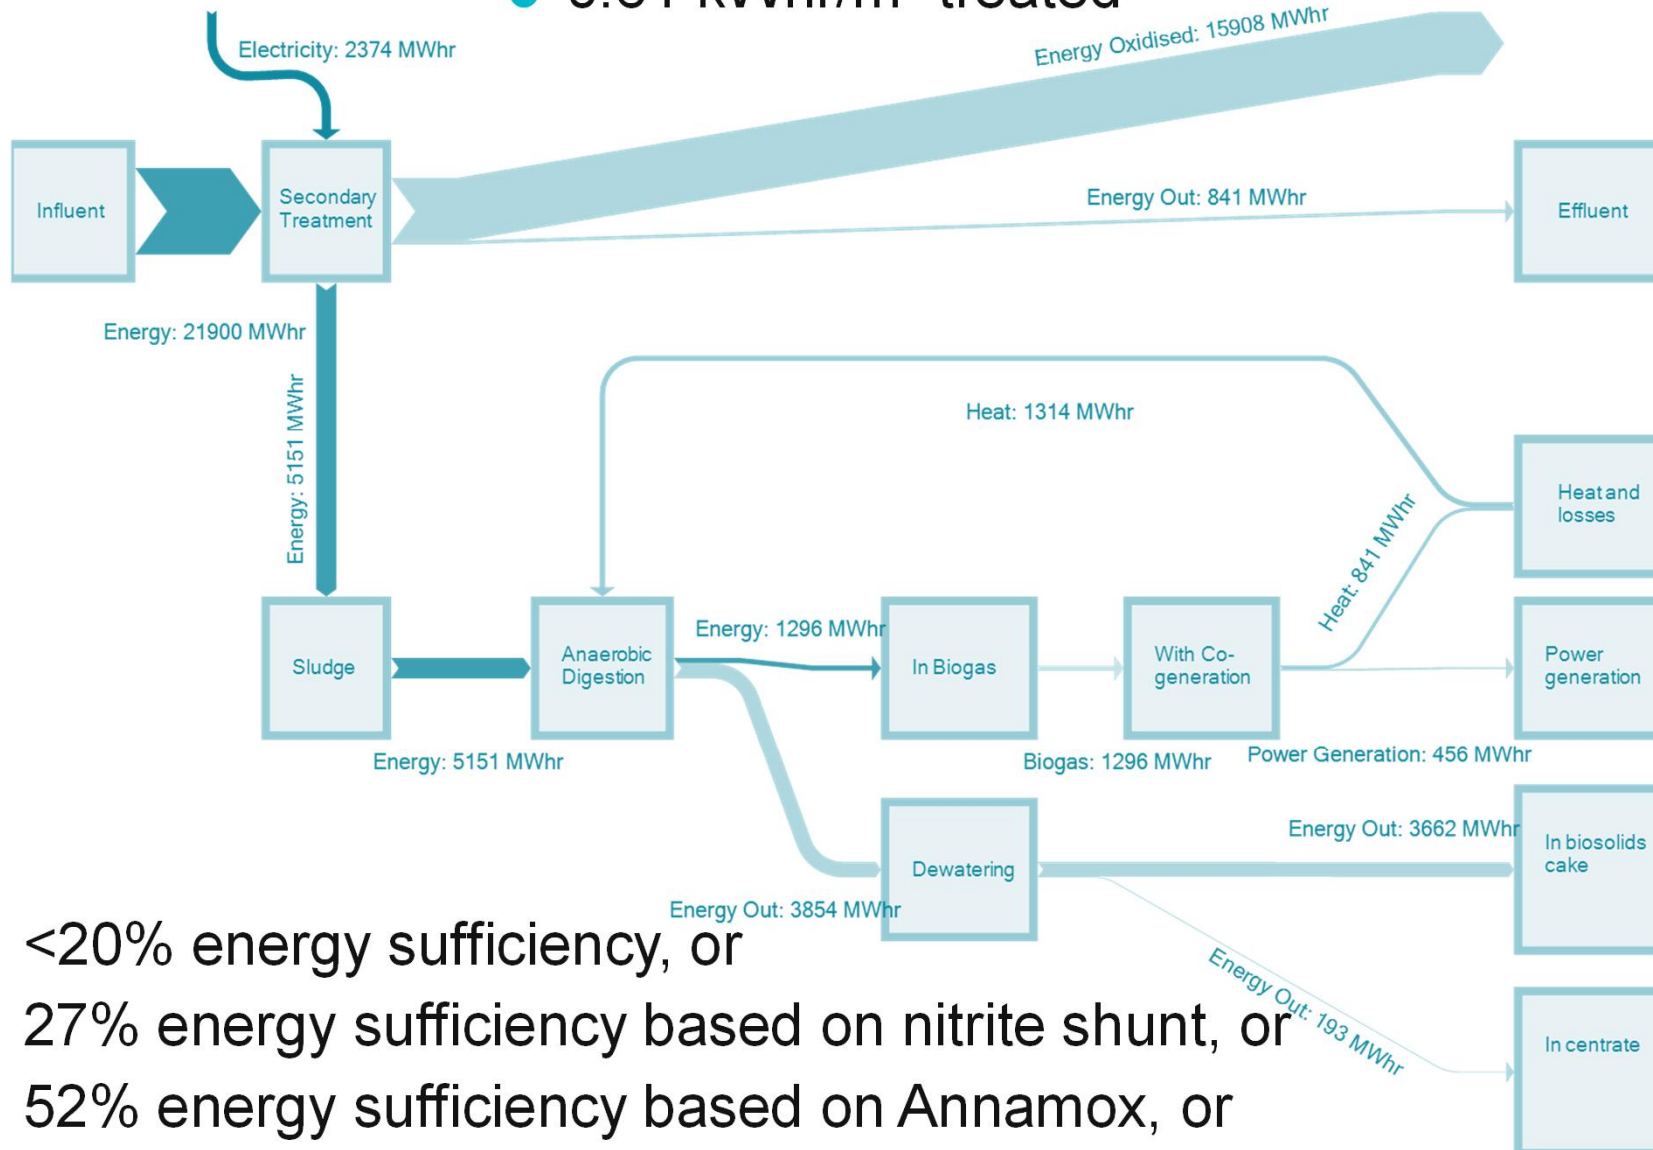 kWhr/m treated
Electricity: 2374 MWhr
Energy Oxidised: 15908 MWhr
Influent
Secondary
Treatment
Energy Out: 841 MWhr
Effluent
Energy: 21900 MWhr
Energy: 5151 MWhr
Heat: 1314 MWhr
Heat and
losses
Heat: 841 MWhr
Sludge
Anaerobic
Digestion
Energy: 1296 MWhr
In Biogas
With Co-
generation
Power
generation
Energy: 5151 MWhr
Biogas: 1296 MWhr
Power Generation: 456 MWhr
Energy Out: 3662 MWhr
In biosolids
cake
Dewatering
Energy Out: 3854 MWhr
Energy Out: 193 MWhr
In centrate
<20% energy sufficiency, or
27% energy sufficiency based on nitrite shunt, or
52% energy sufficiency based on Annamox, or